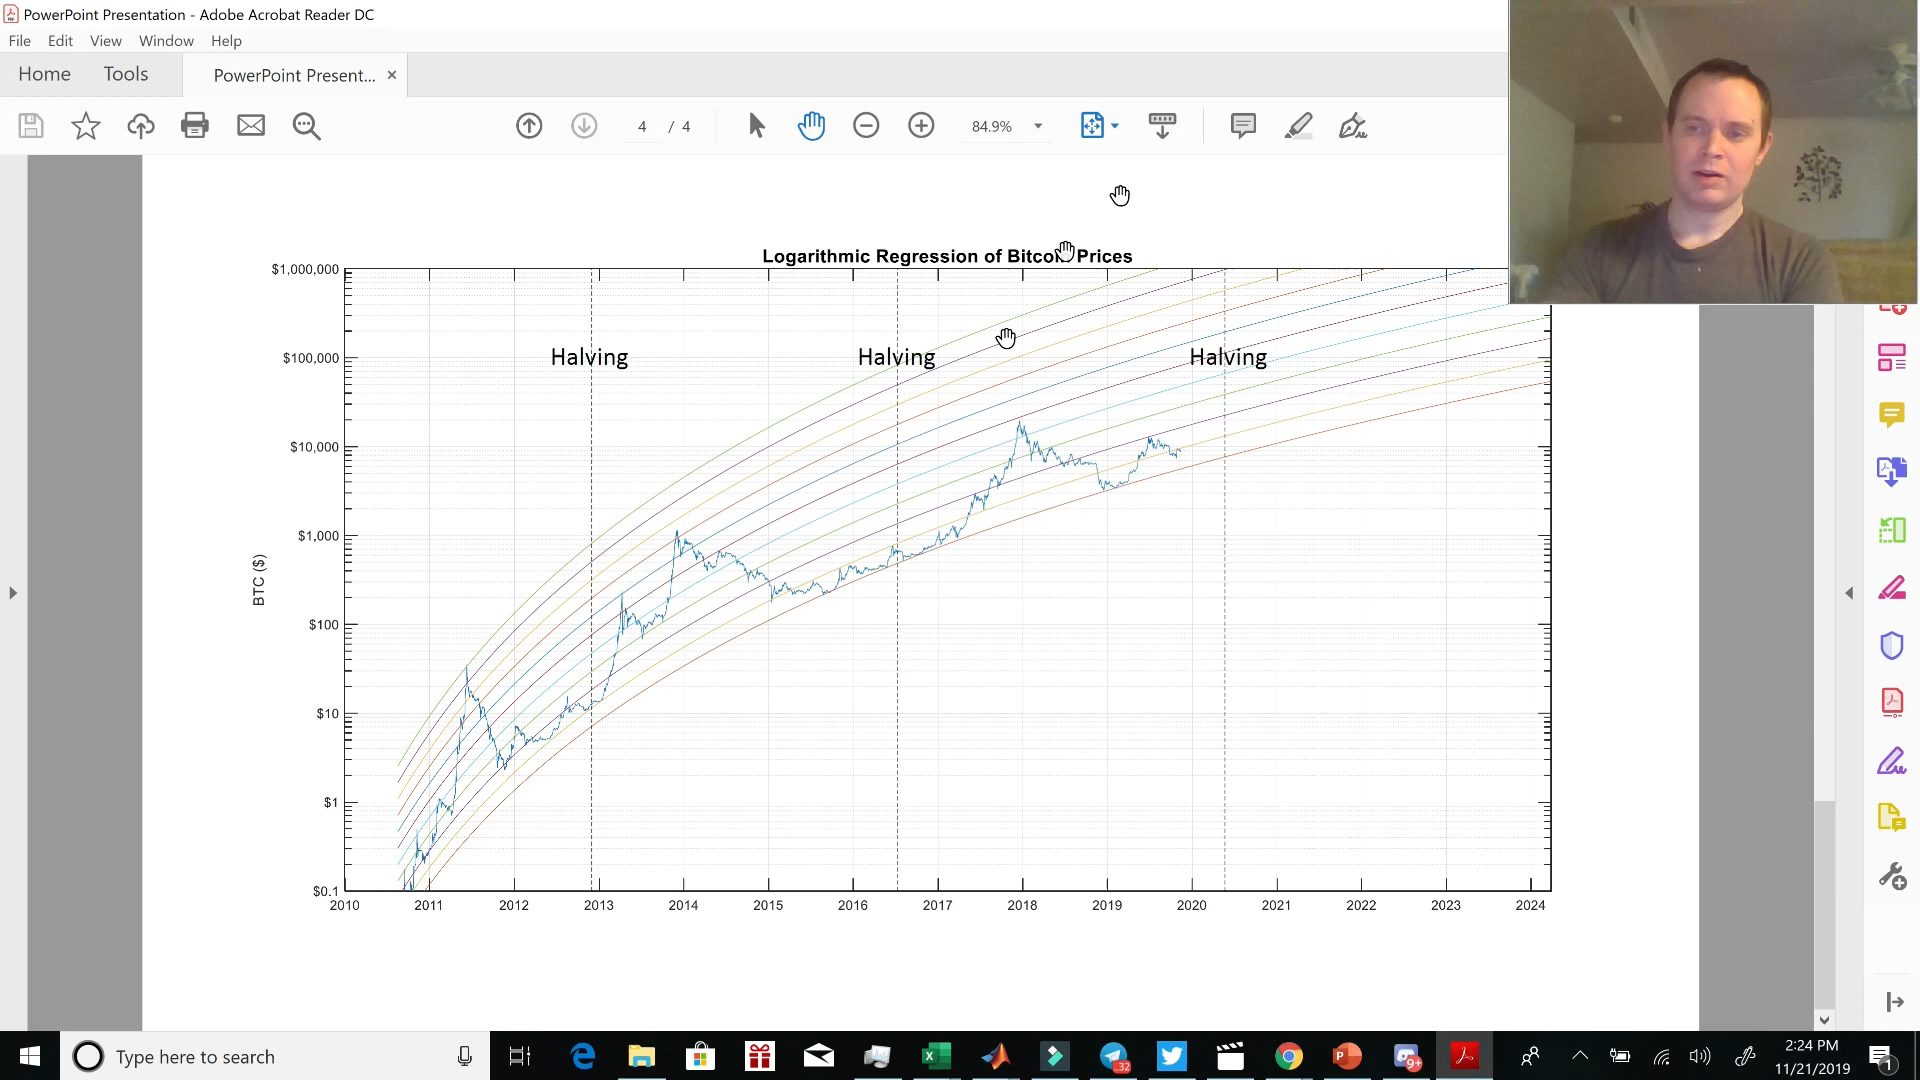 PowerPoint Presentation - Adobe Acrobat Reader DC
File Edit View Window Help
Home Tools PowerPoint Present... ×
4 / 4 84.9%
Logarithmic Regression of Bitcoin Prices
$1,000,000
$100,000
$10,000
$1,000
$100
$10
$1
$0.1
BTC ($)
Halving Halving Halving
2010 2011 2012 2013 2014 2015 2016 2017 2018 2019 2020 2021 2022 2023 2024
Type here to search
32
9+
2:24 PM
11/21/2019
1